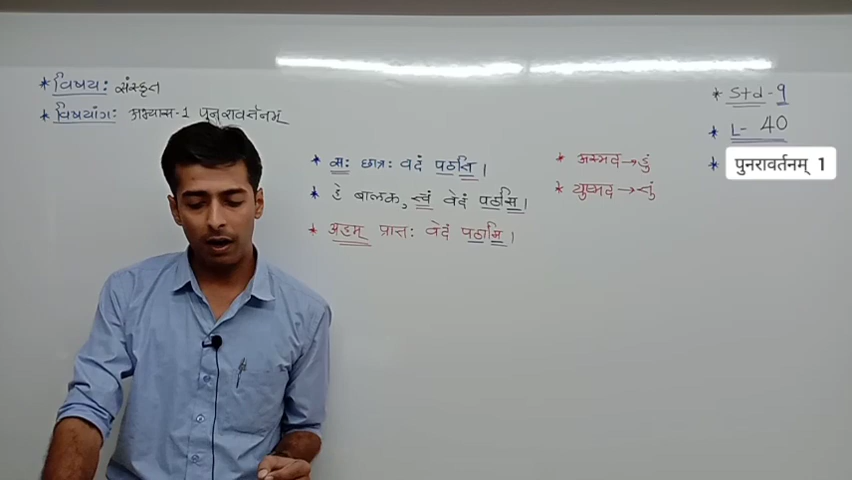 * विषय: संस्कृत
* विषयांग: अभ्यास-1 पुनरावर्तनम्
* सः छात्रः वेदं पठति।
* हे बालक, त्वं वेदं पठसि।
* अहम् प्रातः वेदं पठामि।
* अस्मद → હું
* युष्मद → તું
* Std - 9
* L - 40
* पुनरावर्तनम् 1